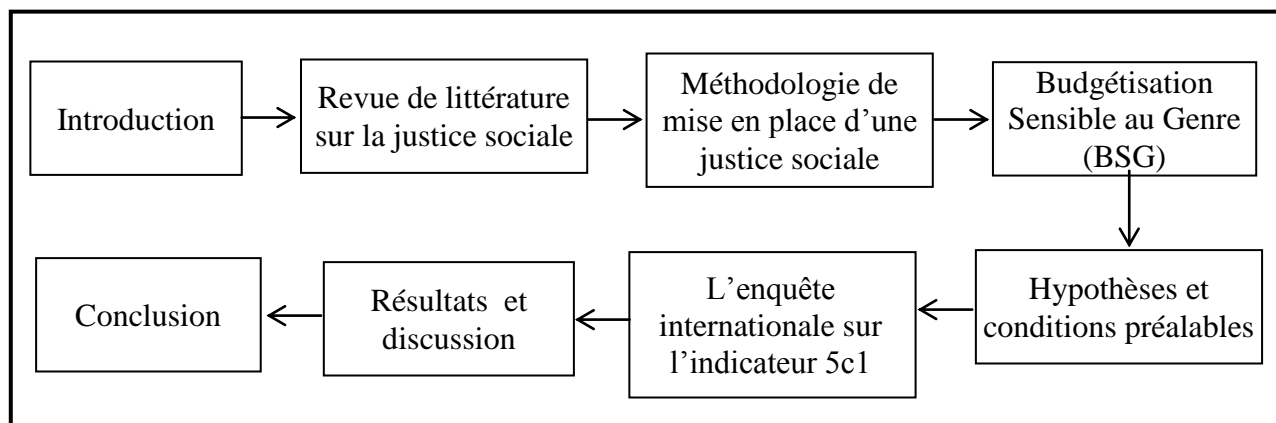 Introduction
Revue de littérature
sur la justice sociale
Méthodologie de
mise en place d’une
justice sociale
Budgétisation
Sensible au Genre
(BSG)
Hypothèses et
conditions préalables
L’enquête
internationale sur
l’indicateur 5c1
Résultats et
discussion
Conclusion